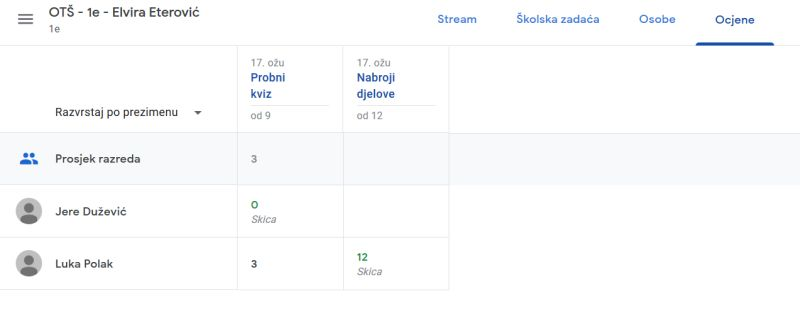 OTŠ - 1e - Elvira Eterović
1e
Stream Školska zadaća Osobe Ocjene
17. ožu 17. ožu
Probni Nabroji
kviz djelove
Razvrstaj po prezimenu od 9 od 12
Prosjek razreda 3
Jere Dužević 0
Skica
Luka Polak 3 12
Skica